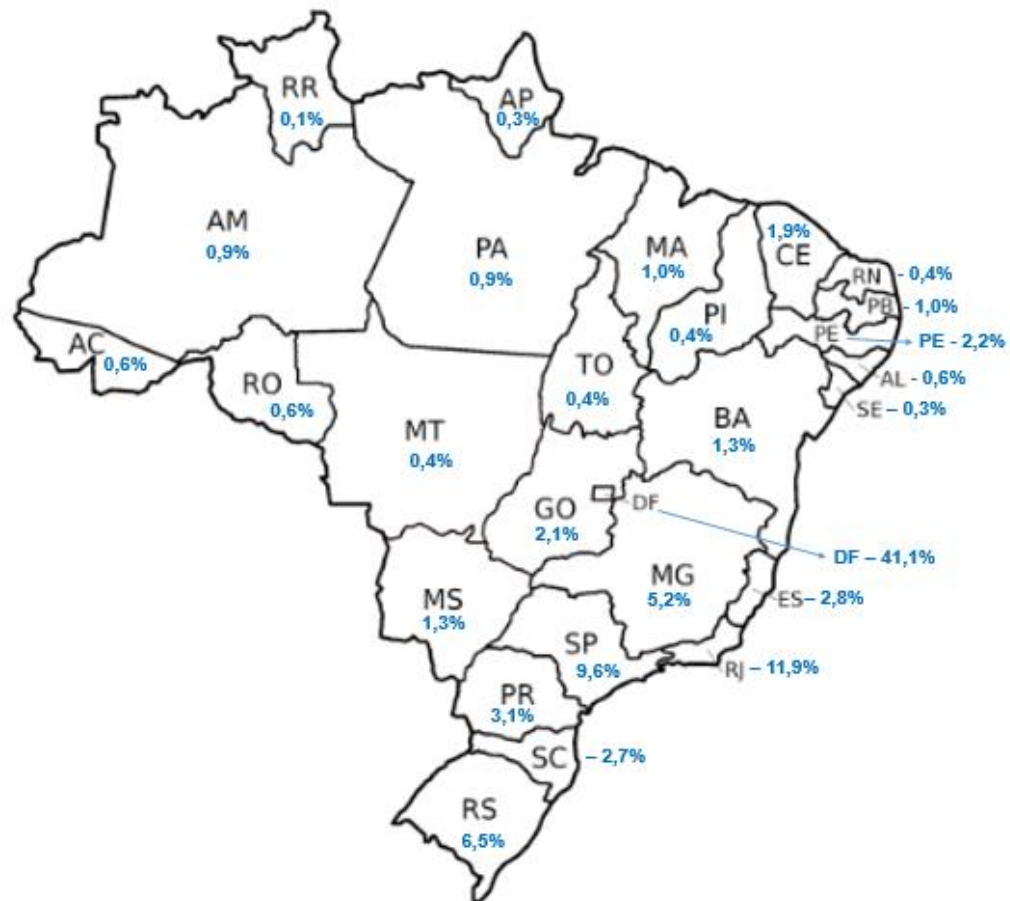 RR
0,1%
AP
0,3%
AM
0,9%
PA
0,9%
MA
1,0%
1,9%
CE
RN - 0,4%
PI
0,4%
PB - 1,0%
PE
PE - 2,2%
AC
0,6%
RO
0,6%
TO
0,4%
AL - 0,6%
SE – 0,3%
MT
0,4%
BA
1,3%
GO
2,1%
DF
DF – 41,1%
MS
1,3%
MG
5,2%
ES – 2,8%
SP
9,6%
RJ – 11,9%
PR
3,1%
SC – 2,7%
RS
6,5%